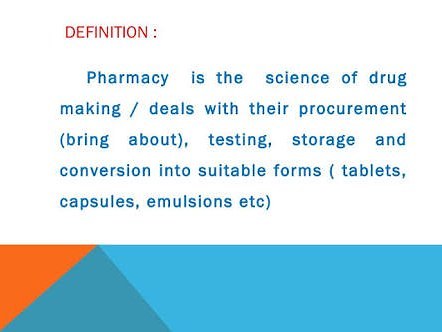 DEFINITION :
Pharmacy is the science of drug
making / deals with their procurement
(bring about), testing, storage and
conversion into suitable forms ( tablets,
capsules, emulsions etc)